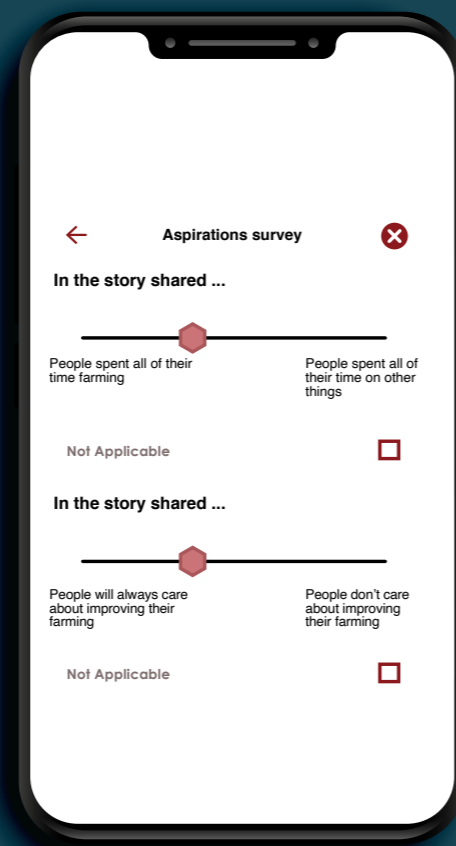 Aspirations survey
In the story shared ...
People spent all of their
time farming
People spent all of
their time on other
things
Not Applicable
In the story shared ...
People will always care
about improving their
farming
People don't care
about improving
their farming
Not Applicable